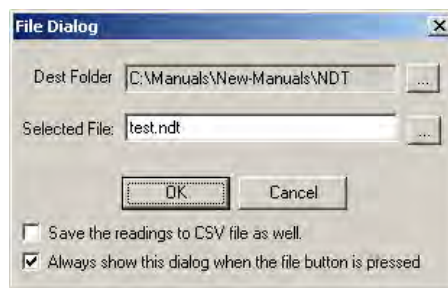 File Dialog
Dest Folder C:\Manuals\New-Manuals\NDT ...
Selected File: test.ndt ...
OK Cancel
Save the readings to CSV file as well.
Always show this dialog when the file button is pressed